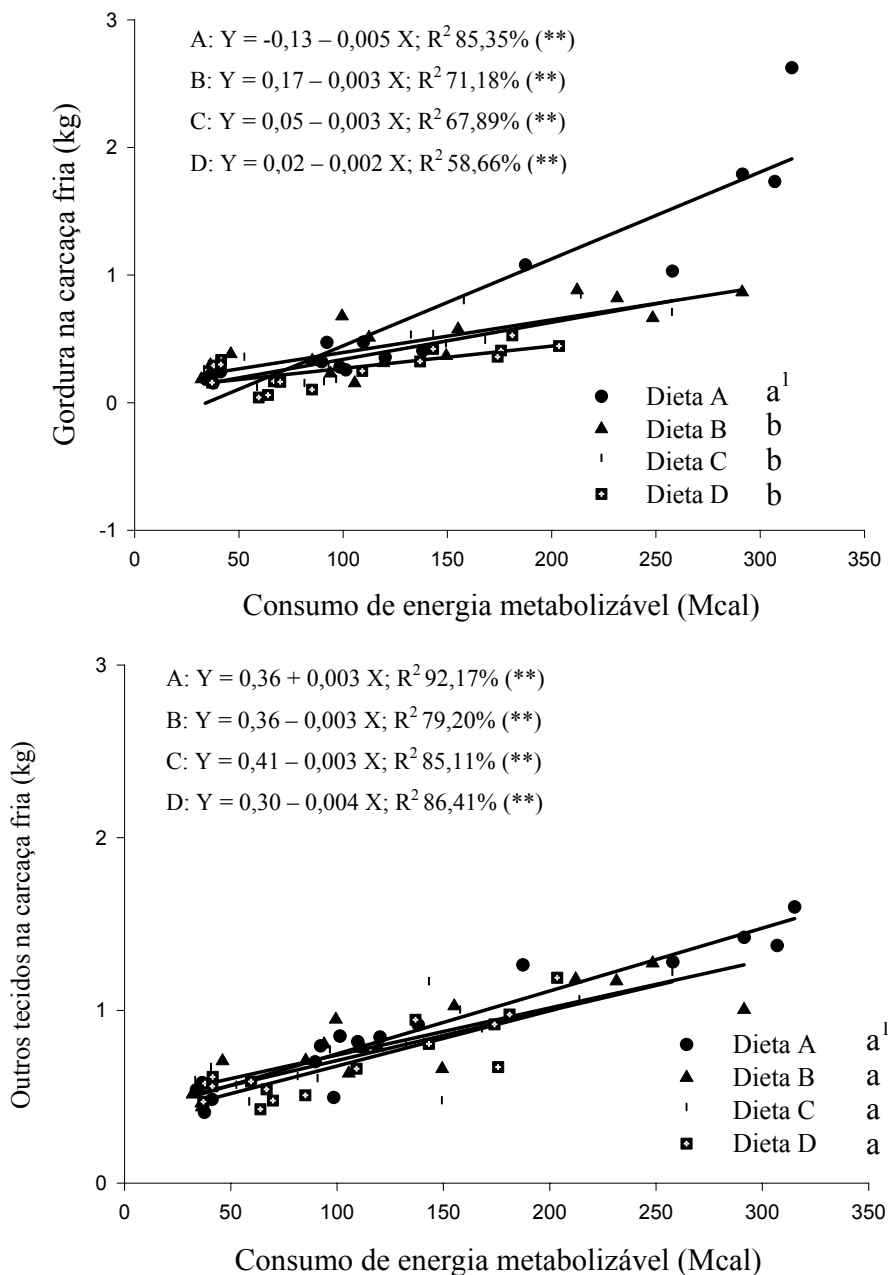 3
A: Y = -0,13 – 0,005 X; R² 85,35% (**)
B: Y = 0,17 – 0,003 X; R² 71,18% (**)
C: Y = 0,05 – 0,003 X; R² 67,89% (**)
D: Y = 0,02 – 0,002 X; R² 58,66% (**)
2
1
0
-1
Gordura na carcaça fria (kg)
Dieta A a¹
Dieta B b
Dieta C b
Dieta D b
0 50 100 150 200 250 300 350
Consumo de energia metabolizável (Mcal)
3
A: Y = 0,36 + 0,003 X; R² 92,17% (**)
B: Y = 0,36 – 0,003 X; R² 79,20% (**)
C: Y = 0,41 – 0,003 X; R² 85,11% (**)
D: Y = 0,30 – 0,004 X; R² 86,41% (**)
2
1
0
Outros tecidos na carcaça fria (kg)
Dieta A a¹
Dieta B a
Dieta C a
Dieta D a
0 50 100 150 200 250 300 350
Consumo de energia metabolizável (Mcal)